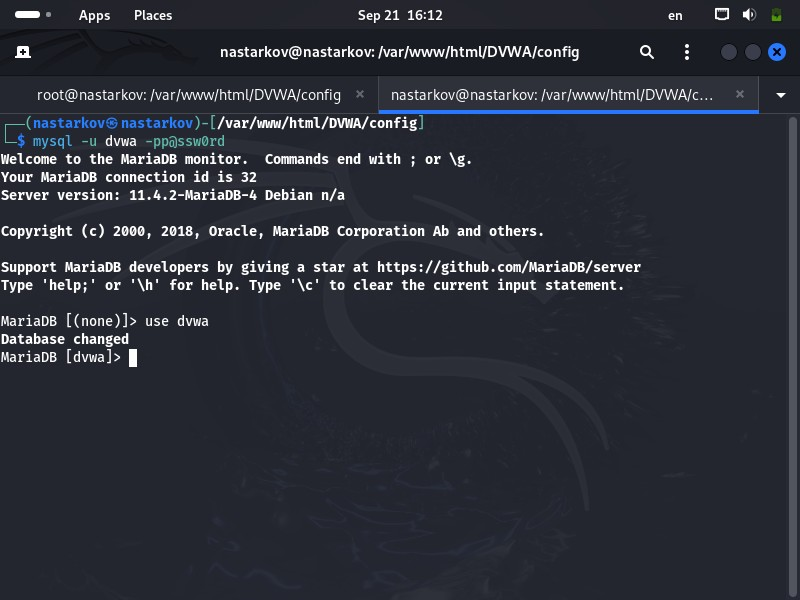 Apps Places Sep 21 16:12 en
nastarkov@nastarkov: /var/www/html/DVWA/config
root@nastarkov: /var/www/html/DVWA/config × nastarkov@nastarkov: /var/www/html/DVWA/c... ×
┌──(nastarkov㉿nastarkov)-[/var/www/html/DVWA/config]
└─$ mysql -u dvwa -pp@ssw0rd
Welcome to the MariaDB monitor.  Commands end with ; or \g.
Your MariaDB connection id is 32
Server version: 11.4.2-MariaDB-4 Debian n/a
Copyright (c) 2000, 2018, Oracle, MariaDB Corporation Ab and others.
Support MariaDB developers by giving a star at https://github.com/MariaDB/server
Type 'help;' or '\h' for help. Type '\c' to clear the current input statement.
MariaDB [(none)]> use dvwa
Database changed
MariaDB [dvwa]>